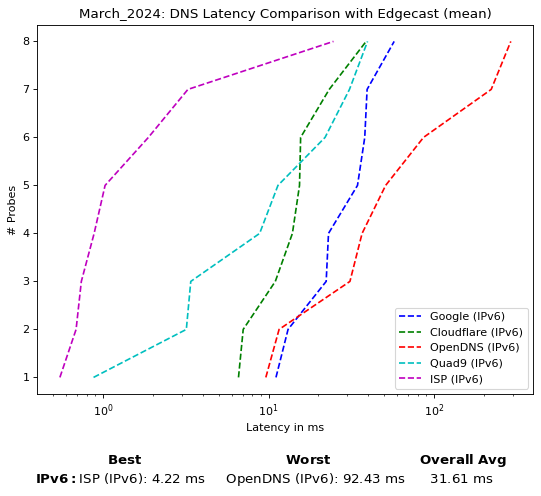 March_2024: DNS Latency Comparison with Edgecast (mean)
8
7
6
5
4
3
2
1
# Probes
10^0
10^1
10^2
Latency in ms
Google (IPv6)
Cloudflare (IPv6)
OpenDNS (IPv6)
Quad9 (IPv6)
ISP (IPv6)
Best Worst Overall Avg
IPv6: ISP (IPv6): 4.22 ms OpenDNS (IPv6): 92.43 ms 31.61 ms